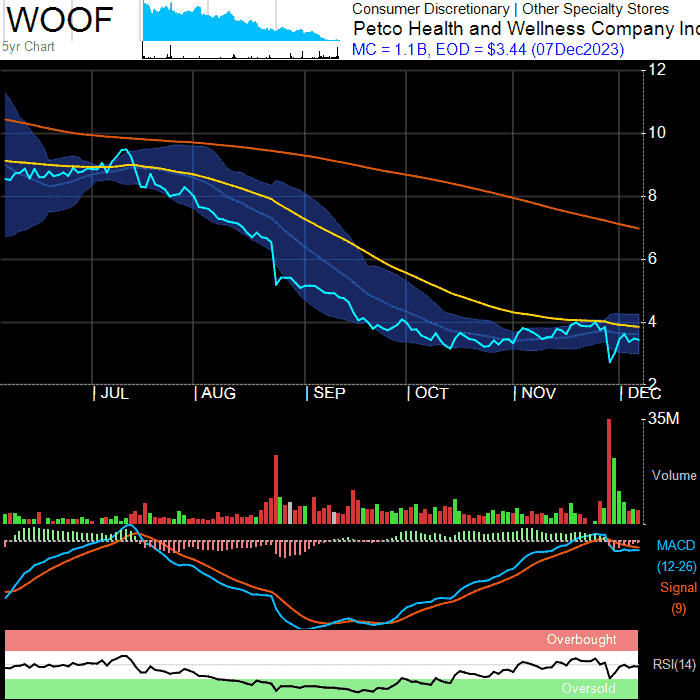 WOOF
5yr Chart
Consumer Discretionary | Other Specialty Stores
Petco Health and Wellness Company Inc
MC = 1.1B, EOD = $3.44 (07Dec2023)
12
10
8
6
4
2
| JUL | AUG | SEP | OCT | NOV | DEC
35M
Volume
MACD
(12-26)
Signal
(9)
Overbought
RSI(14)
Oversold